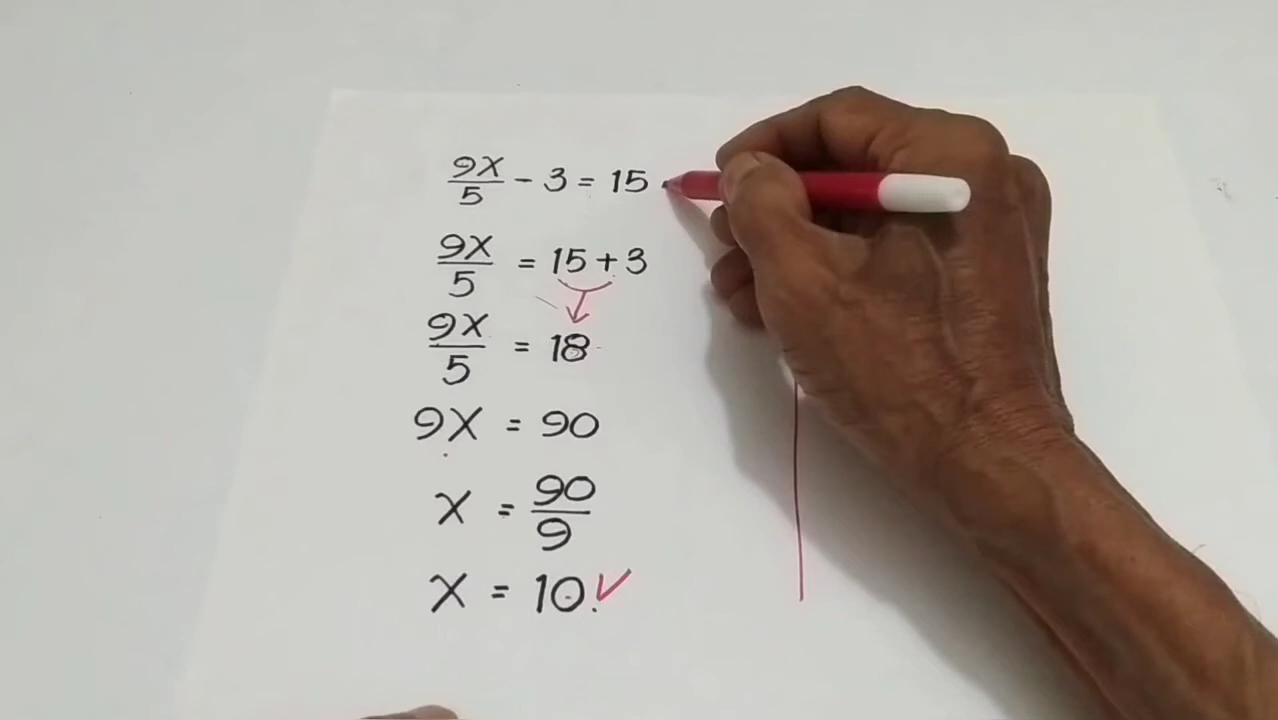 9x/5 - 3 = 15
9x/5 = 15 + 3
9x/5 = 18
9x = 90
x = 90/9
x = 10 ✓